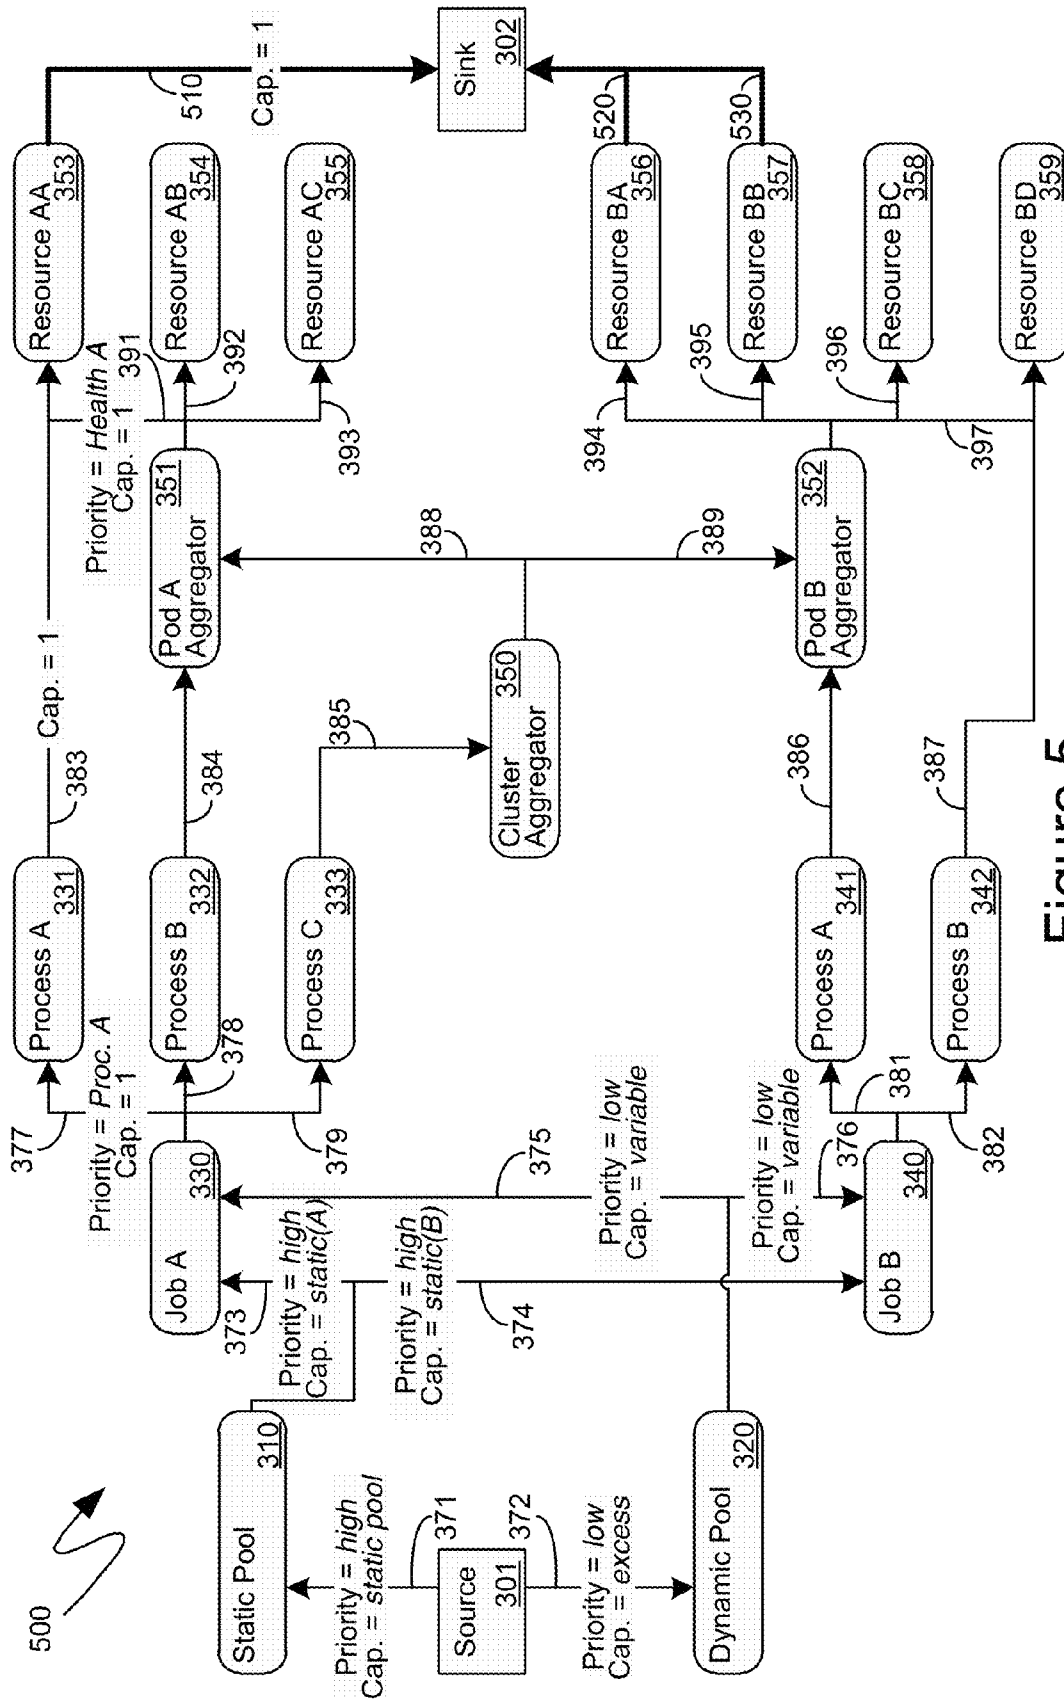 500
Static Pool
310
Priority = high
Cap. = static pool
371
Source
301
372
Priority = low
Cap. = excess
Dynamic Pool
320
Job A
330
373
Priority = high
Cap. = static(A)
Priority = high
Cap. = static(B)
374
375
Priority = low
Cap. = variable
Priority = low
Cap. = variable
376
Job B
340
377
Priority = Proc. A
Cap. = 1
378
379
381
382
Process A
331
Process B
332
Process C
333
Process A
341
Process B
342
383
Cap. = 1
384
385
386
387
Cluster
Aggregator
350
Pod A
Aggregator
351
388
389
Pod B
Aggregator
352
Priority = Health A
Cap. = 1
391
392
393
394
395
396
397
Resource AA
353
Resource AB
354
Resource AC
355
Resource BA
356
Resource BB
357
Resource BC
358
Resource BD
359
510
Cap. = 1
Sink
302
520
530
Figure 5